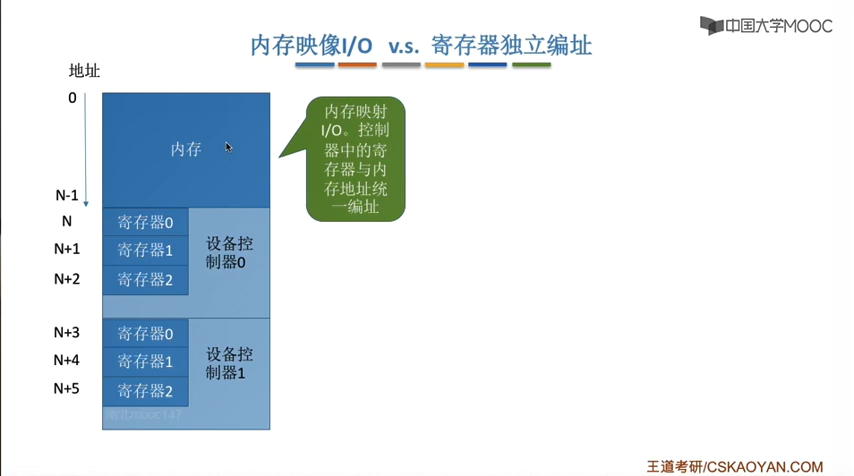 中国大学MOOC
内存映像I/O v.s. 寄存器独立编址
地址
0
内存
N-1
内存映射
I/O。控制
器中的寄
存器与内
存地址统
一编址
N
寄存器0
N+1
寄存器1
N+2
寄存器2
设备控
制器0
N+3
寄存器0
N+4
寄存器1
N+5
寄存器2
设备控
制器1
王道考研/CSKAOYAN.COM